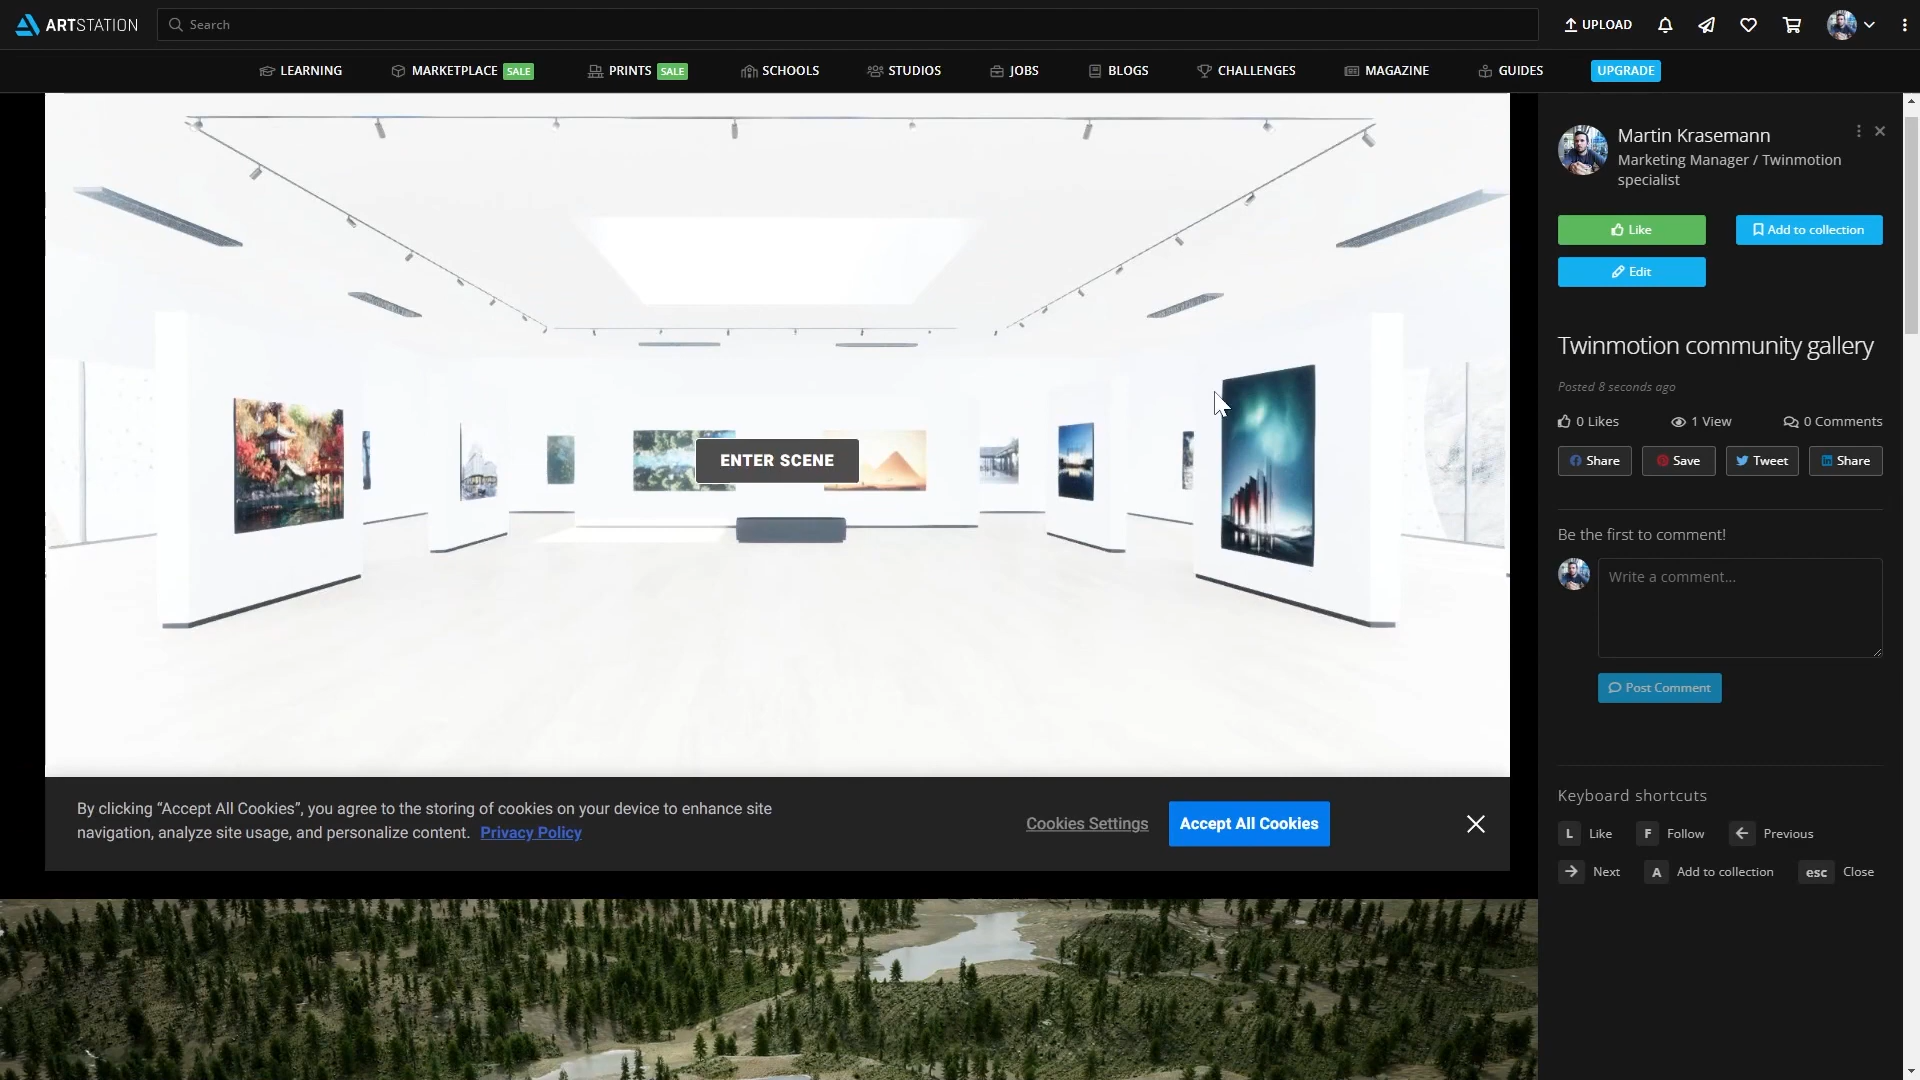 ARTSTATION
Search
UPLOAD
LEARNING
MARKETPLACE SALE
PRINTS SALE
SCHOOLS
STUDIOS
JOBS
BLOGS
CHALLENGES
MAGAZINE
GUIDES
UPGRADE
ENTER SCENE
By clicking “Accept All Cookies”, you agree to the storing of cookies on your device to enhance site
navigation, analyze site usage, and personalize content. Privacy Policy
Cookies Settings
Accept All Cookies
Martin Krasemann
Marketing Manager / Twinmotion
specialist
Like
Add to collection
Edit
Twinmotion community gallery
Posted 8 seconds ago
0 Likes
1 View
0 Comments
Share
Save
Tweet
Share
Be the first to comment!
Write a comment...
Post Comment
Keyboard shortcuts
L Like
F Follow
Previous
Next
A Add to collection
esc Close